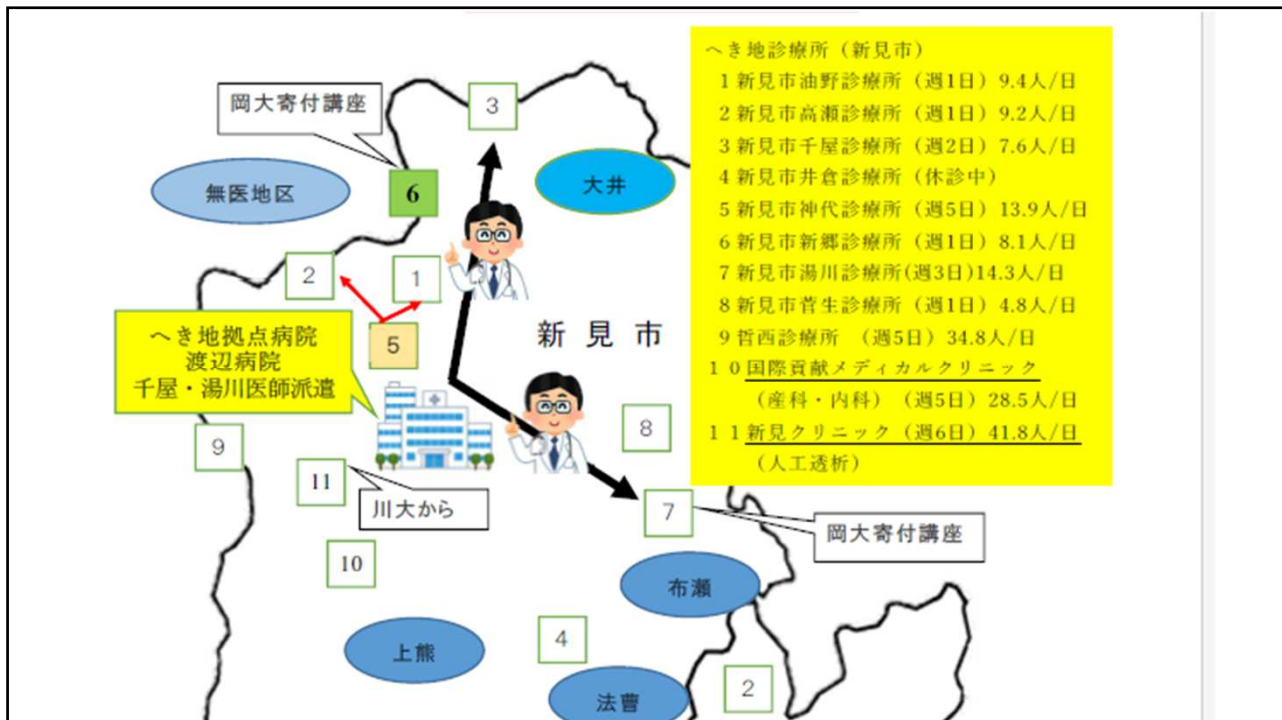 へき地診療所（新見市）
1新見市油野診療所（週1日）9.4人/日
2新見市高瀬診療所（週1日）9.2人/日
3新見市千屋診療所（週2日）7.6人/日
4新見市井倉診療所（休診中）
5新見市神代診療所（週5日）13.9人/日
6新見市新郷診療所（週1日）8.1人/日
7新見市湯川診療所(週3日)14.3人/日
8新見市菅生診療所（週1日）4.8人/日
9哲西診療所　（週5日）34.8人/日
10国際貢献メディカルクリニック
（産科・内科）（週5日）28.5人/日
11新見クリニック（週6日）41.8人/日
（人工透析）
岡大寄付講座
3
無医地区
6
大井
2
1
へき地拠点病院
渡辺病院
千屋・湯川医師派遣
5
新見市
9
8
11
川大から
7
岡大寄付講座
10
布瀬
上熊
4
法曹
2